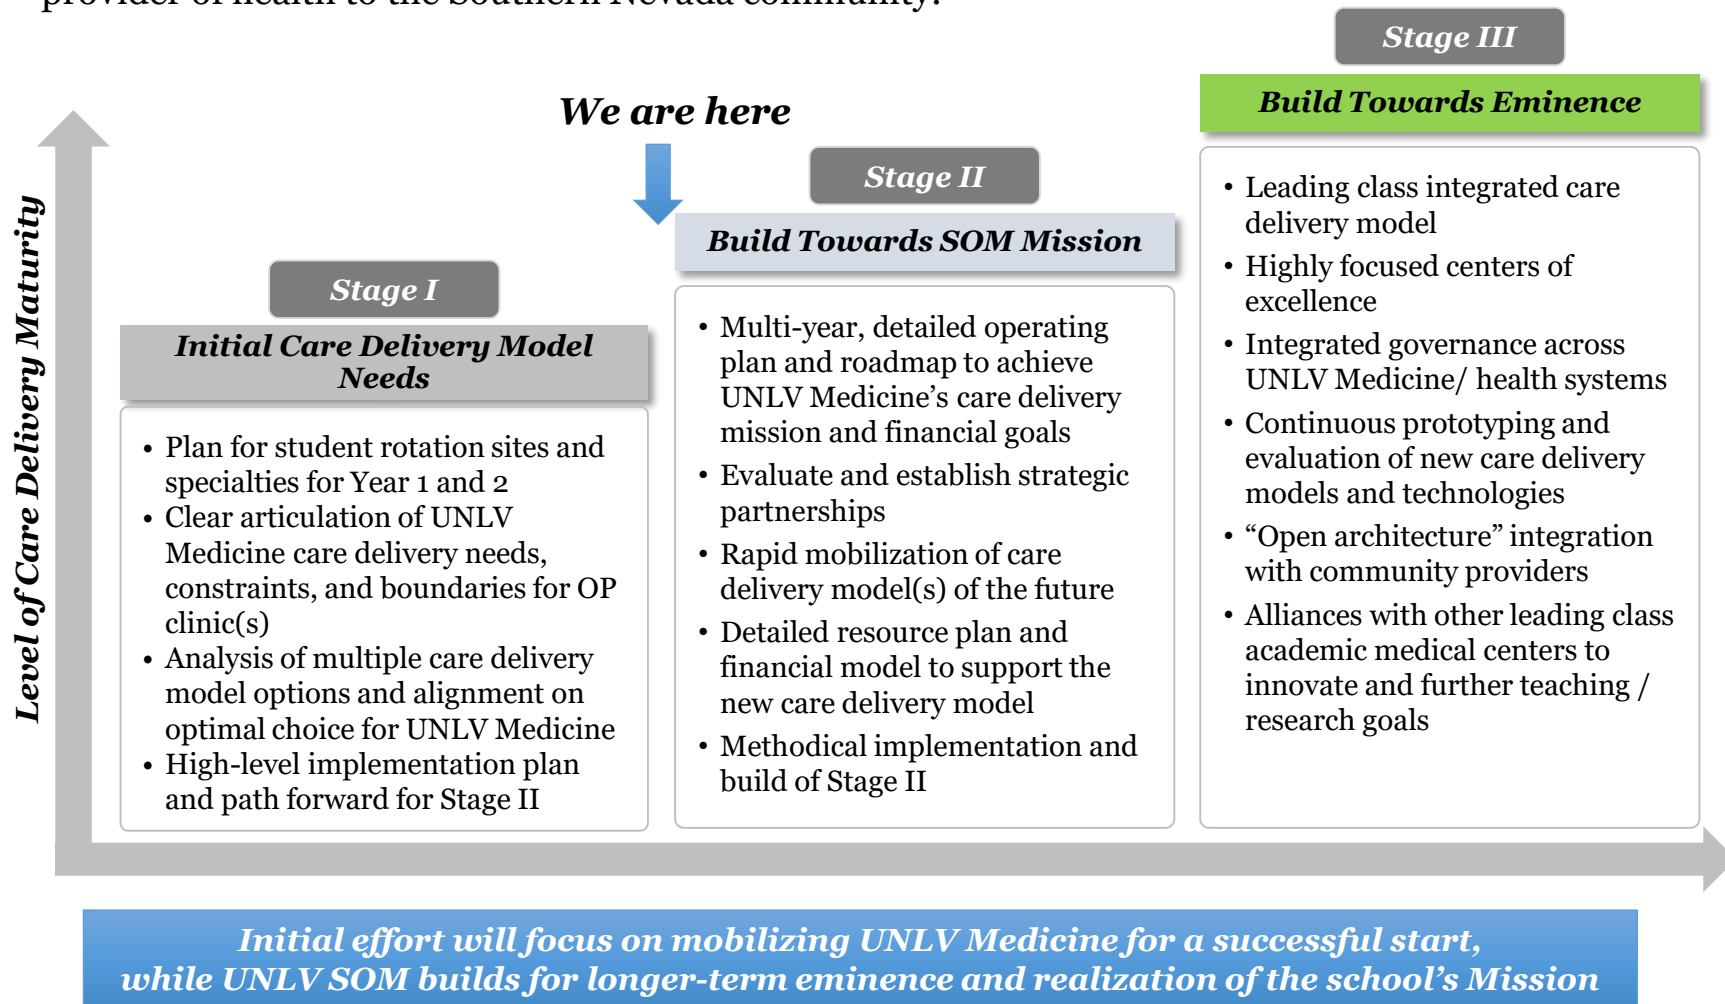 provider of health to the Southern Nevada community.
Stage III
Build Towards Eminence
We are here
Stage II
Build Towards SOM Mission
Stage I
Initial Care Delivery Model
Needs
Level of Care Delivery Maturity
• Plan for student rotation sites and
specialties for Year 1 and 2
• Clear articulation of UNLV
Medicine care delivery needs,
constraints, and boundaries for OP
clinic(s)
• Analysis of multiple care delivery
model options and alignment on
optimal choice for UNLV Medicine
• High-level implementation plan
and path forward for Stage II
• Multi-year, detailed operating
plan and roadmap to achieve
UNLV Medicine’s care delivery
mission and financial goals
• Evaluate and establish strategic
partnerships
• Rapid mobilization of care
delivery model(s) of the future
• Detailed resource plan and
financial model to support the
new care delivery model
• Methodical implementation and
build of Stage II
• Leading class integrated care
delivery model
• Highly focused centers of
excellence
• Integrated governance across
UNLV Medicine/ health systems
• Continuous prototyping and
evaluation of new care delivery
models and technologies
• “Open architecture” integration
with community providers
• Alliances with other leading class
academic medical centers to
innovate and further teaching /
research goals
Initial effort will focus on mobilizing UNLV Medicine for a successful start,
while UNLV SOM builds for longer-term eminence and realization of the school’s Mission